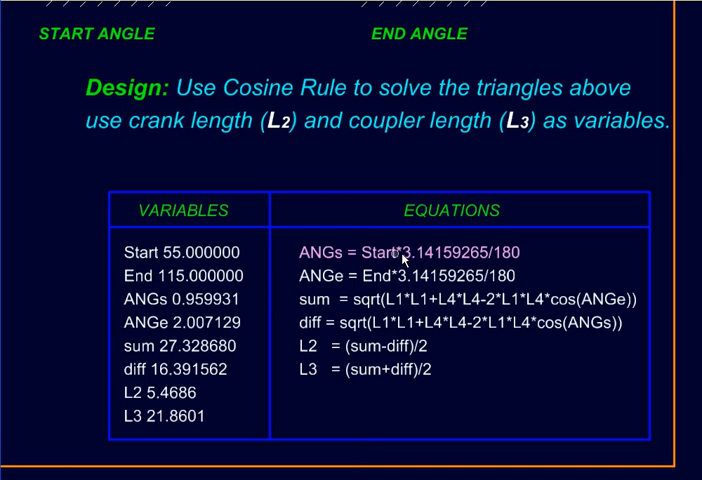 START ANGLE
END ANGLE
Design: Use Cosine Rule to solve the triangles above
use crank length (L2) and coupler length (L3) as variables.
VARIABLES
EQUATIONS
Start 55.000000
End 115.000000
ANGs 0.959931
ANGe 2.007129
sum 27.328680
diff 16.391562
L2 5.4686
L3 21.8601
ANGs = Start*3.14159265/180
ANGe = End*3.14159265/180
sum = sqrt(L1*L1+L4*L4-2*L1*L4*cos(ANGe))
diff = sqrt(L1*L1+L4*L4-2*L1*L4*cos(ANGs))
L2 = (sum-diff)/2
L3 = (sum+diff)/2